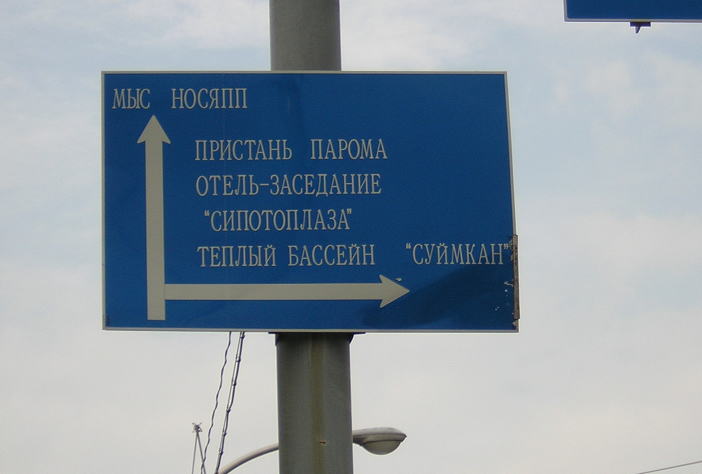 МЫС НОСЯПП
ПРИСТАНЬ ПАРОМА
ОТЕЛЬ-ЗАСЕДАНИЕ
"СИПОТОПЛАЗА"
ТЕПЛЫЙ БАССЕЙН "СУЙМКАН"